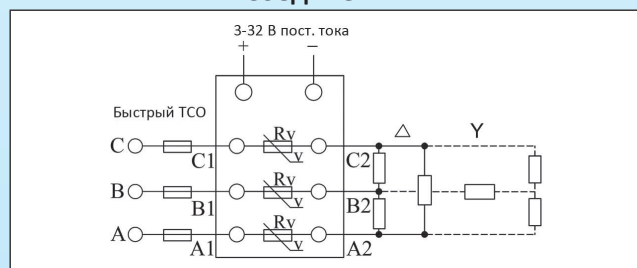 3-32 В пост. тока
+ −
Быстрый ТСО
△ Y
C C1 Rv v C2
B B1 Rv v B2
A A1 Rv v A2